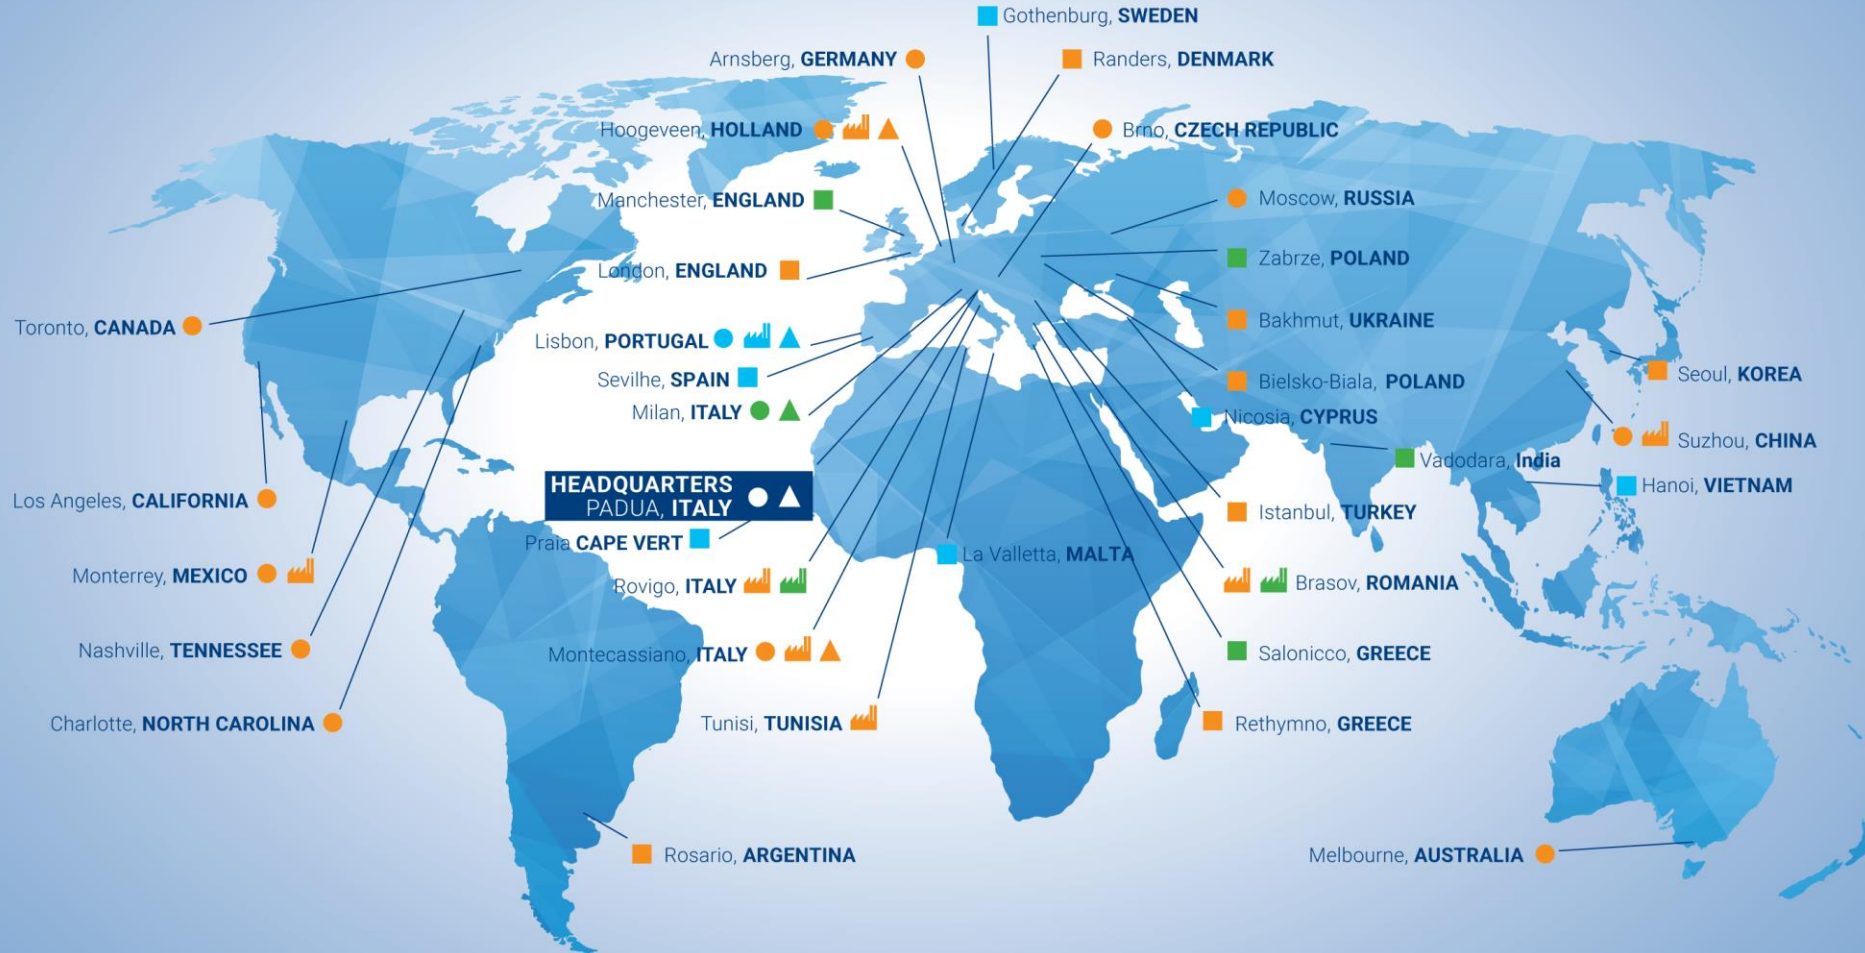 Gothenburg, SWEDEN
Arnsberg, GERMANY
Randers, DENMARK
Hoogeveen, HOLLAND
Brno, CZECH REPUBLIC
Manchester, ENGLAND
Moscow, RUSSIA
London, ENGLAND
Zabrze, POLAND
Toronto, CANADA
Bakhmut, UKRAINE
Lisbon, PORTUGAL
Sevilhe, SPAIN
Bielsko-Biala, POLAND
Seoul, KOREA
Milan, ITALY
Nicosia, CYPRUS
Suzhou, CHINA
Vadodara, India
HEADQUARTERS
PADUA, ITALY
Hanoi, VIETNAM
Los Angeles, CALIFORNIA
Istanbul, TURKEY
Praia CAPE VERT
La Valletta, MALTA
Monterrey, MEXICO
Rovigo, ITALY
Brasov, ROMANIA
Nashville, TENNESSEE
Montecassiano, ITALY
Salonicco, GREECE
Charlotte, NORTH CAROLINA
Tunisi, TUNISIA
Rethymno, GREECE
Rosario, ARGENTINA
Melbourne, AUSTRALIA